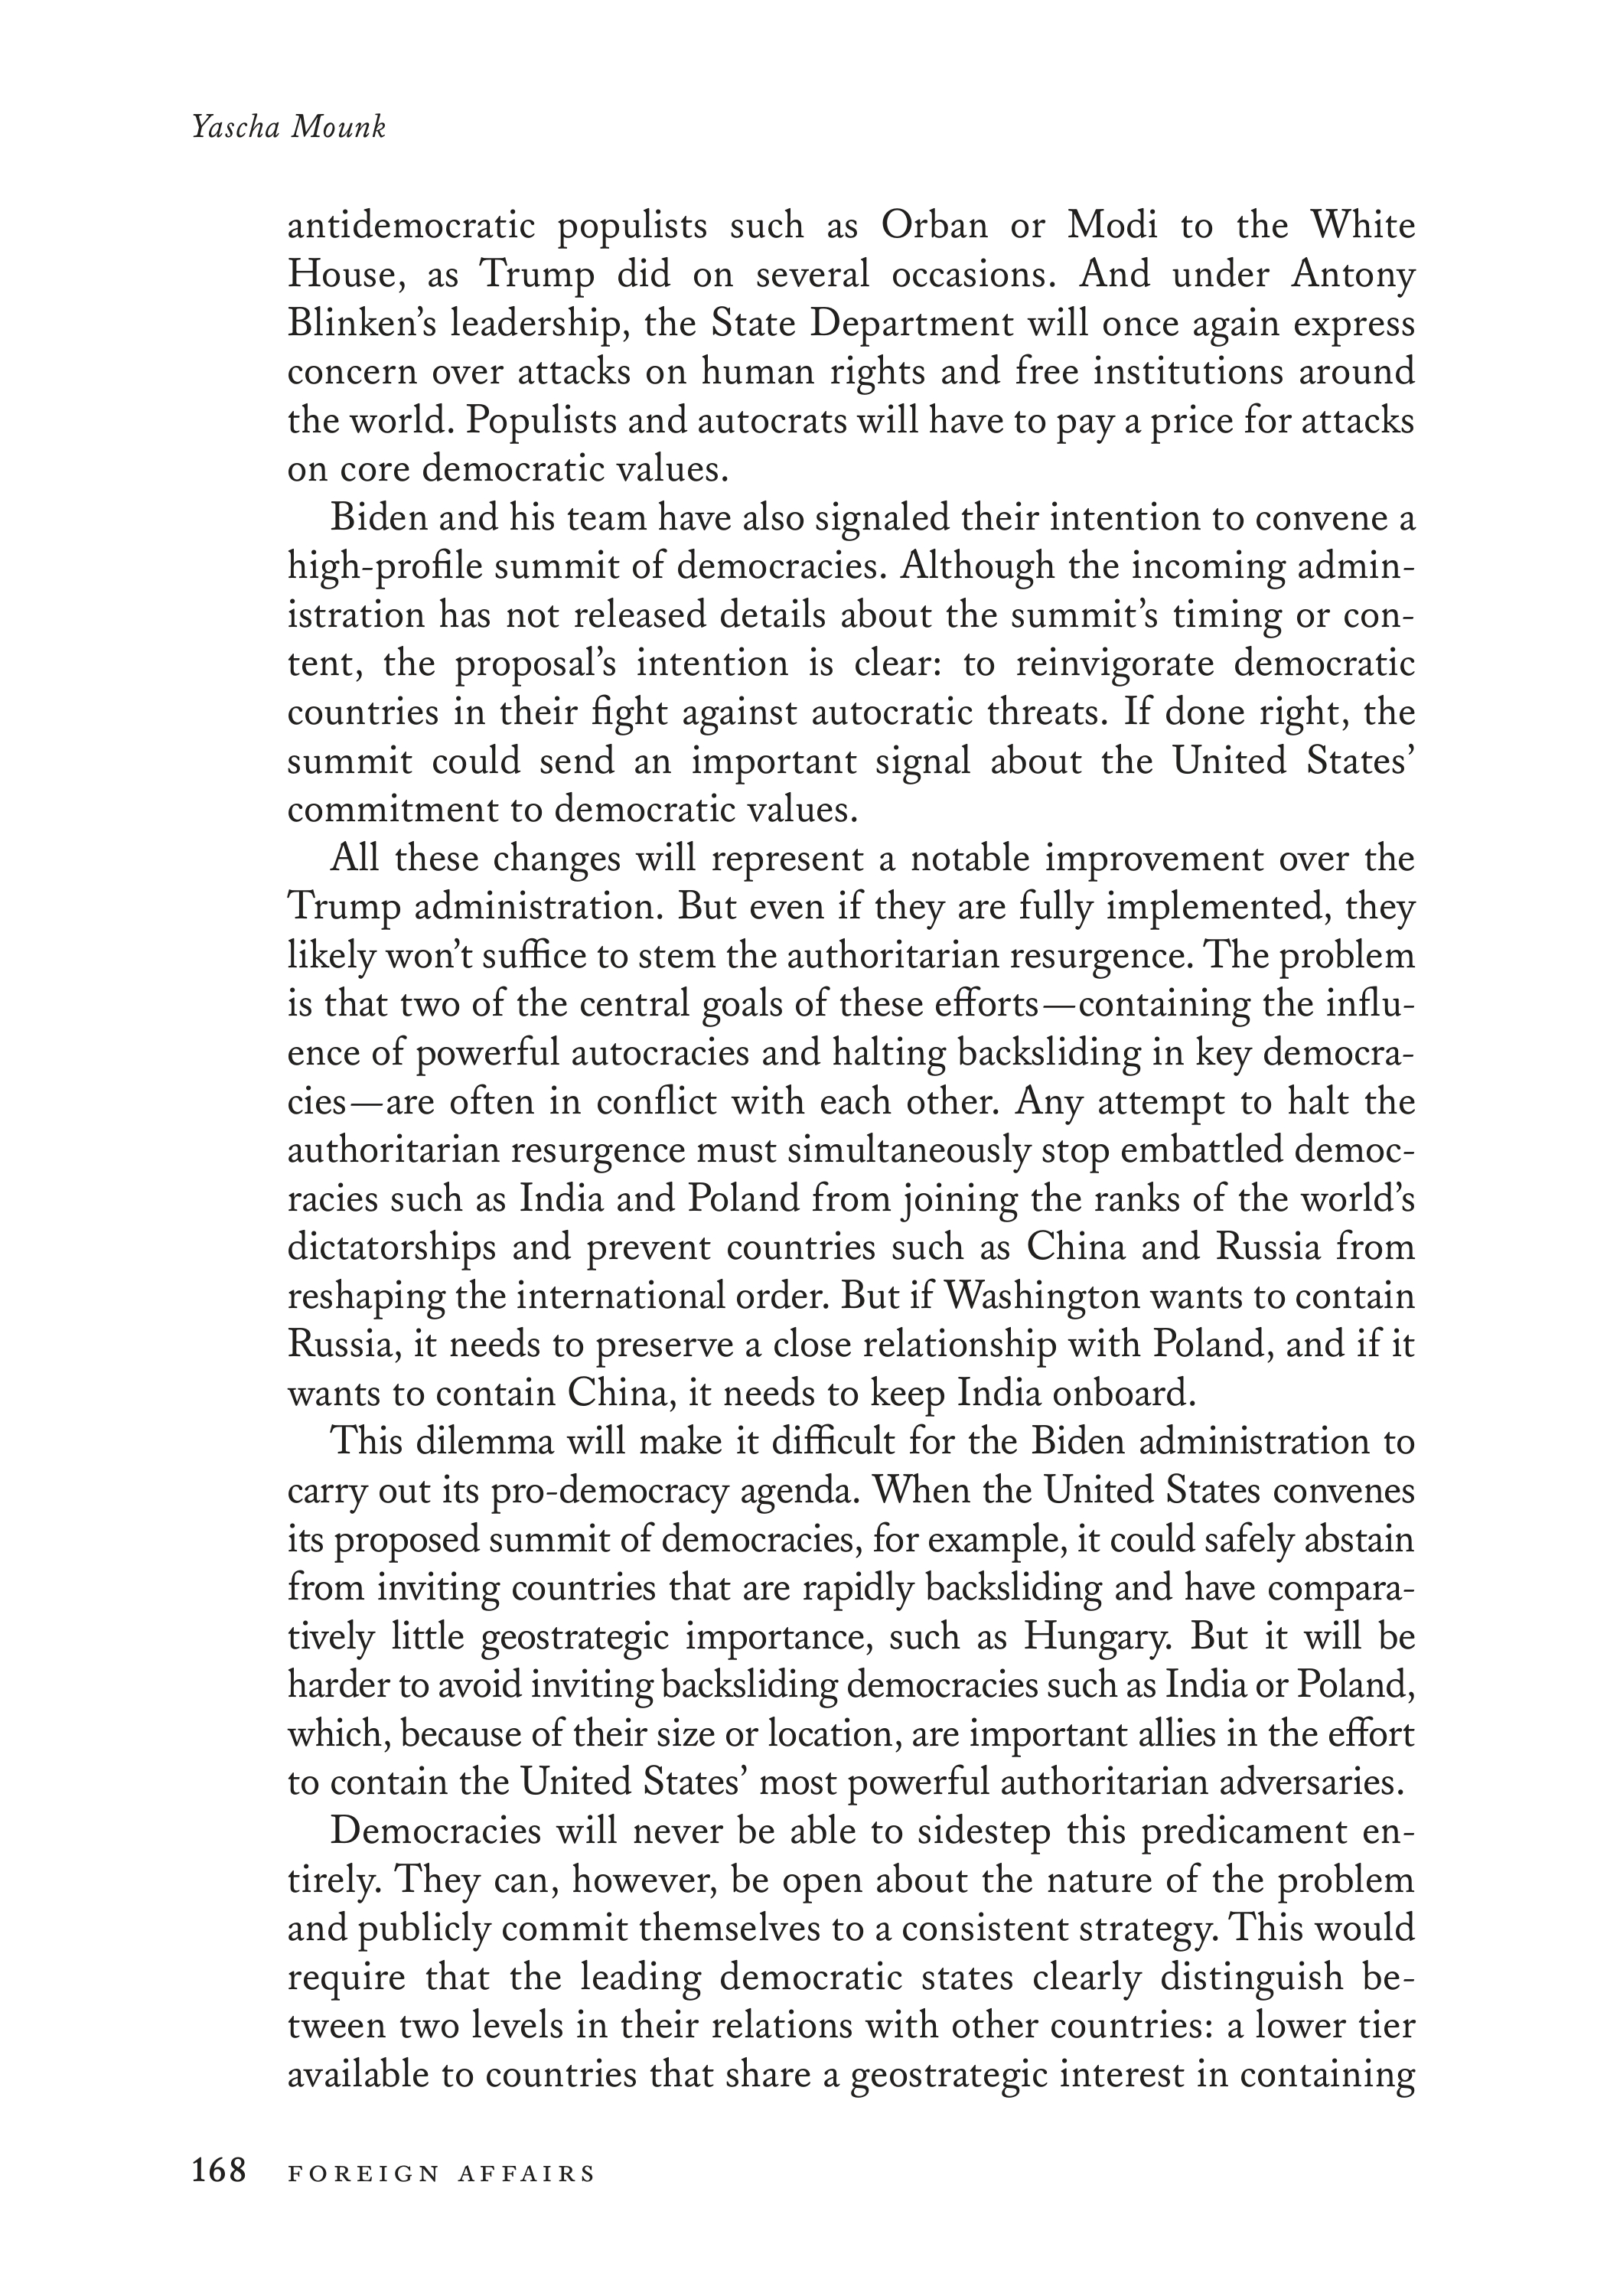 Yascha Mounk
antidemocratic populists such as Orban or Modi to the White
House, as Trump did on several occasions. And under Antony
Blinken’s leadership, the State Department will once again express
concern over attacks on human rights and free institutions around
the world. Populists and autocrats will have to pay a price for attacks
on core democratic values.
Biden and his team have also signaled their intention to convene a
high-profile summit of democracies. Although the incoming admin-
istration has not released details about the summit’s timing or con-
tent, the proposal’s intention is clear: to reinvigorate democratic
countries in their fight against autocratic threats. If done right, the
summit could send an important signal about the United States’
commitment to democratic values.
All these changes will represent a notable improvement over the
Trump administration. But even if they are fully implemented, they
likely won’t suffice to stem the authoritarian resurgence. The problem
is that two of the central goals of these efforts—containing the influ-
ence of powerful autocracies and halting backsliding in key democra-
cies—are often in conflict with each other. Any attempt to halt the
authoritarian resurgence must simultaneously stop embattled democ-
racies such as India and Poland from joining the ranks of the world’s
dictatorships and prevent countries such as China and Russia from
reshaping the international order. But if Washington wants to contain
Russia, it needs to preserve a close relationship with Poland, and if it
wants to contain China, it needs to keep India onboard.
This dilemma will make it difficult for the Biden administration to
carry out its pro-democracy agenda. When the United States convenes
its proposed summit of democracies, for example, it could safely abstain
from inviting countries that are rapidly backsliding and have compara-
tively little geostrategic importance, such as Hungary. But it will be
harder to avoid inviting backsliding democracies such as India or Poland,
which, because of their size or location, are important allies in the effort
to contain the United States’ most powerful authoritarian adversaries.
Democracies will never be able to sidestep this predicament en-
tirely. They can, however, be open about the nature of the problem
and publicly commit themselves to a consistent strategy. This would
require that the leading democratic states clearly distinguish be-
tween two levels in their relations with other countries: a lower tier
available to countries that share a geostrategic interest in containing
168 FOREIGN AFFAIRS